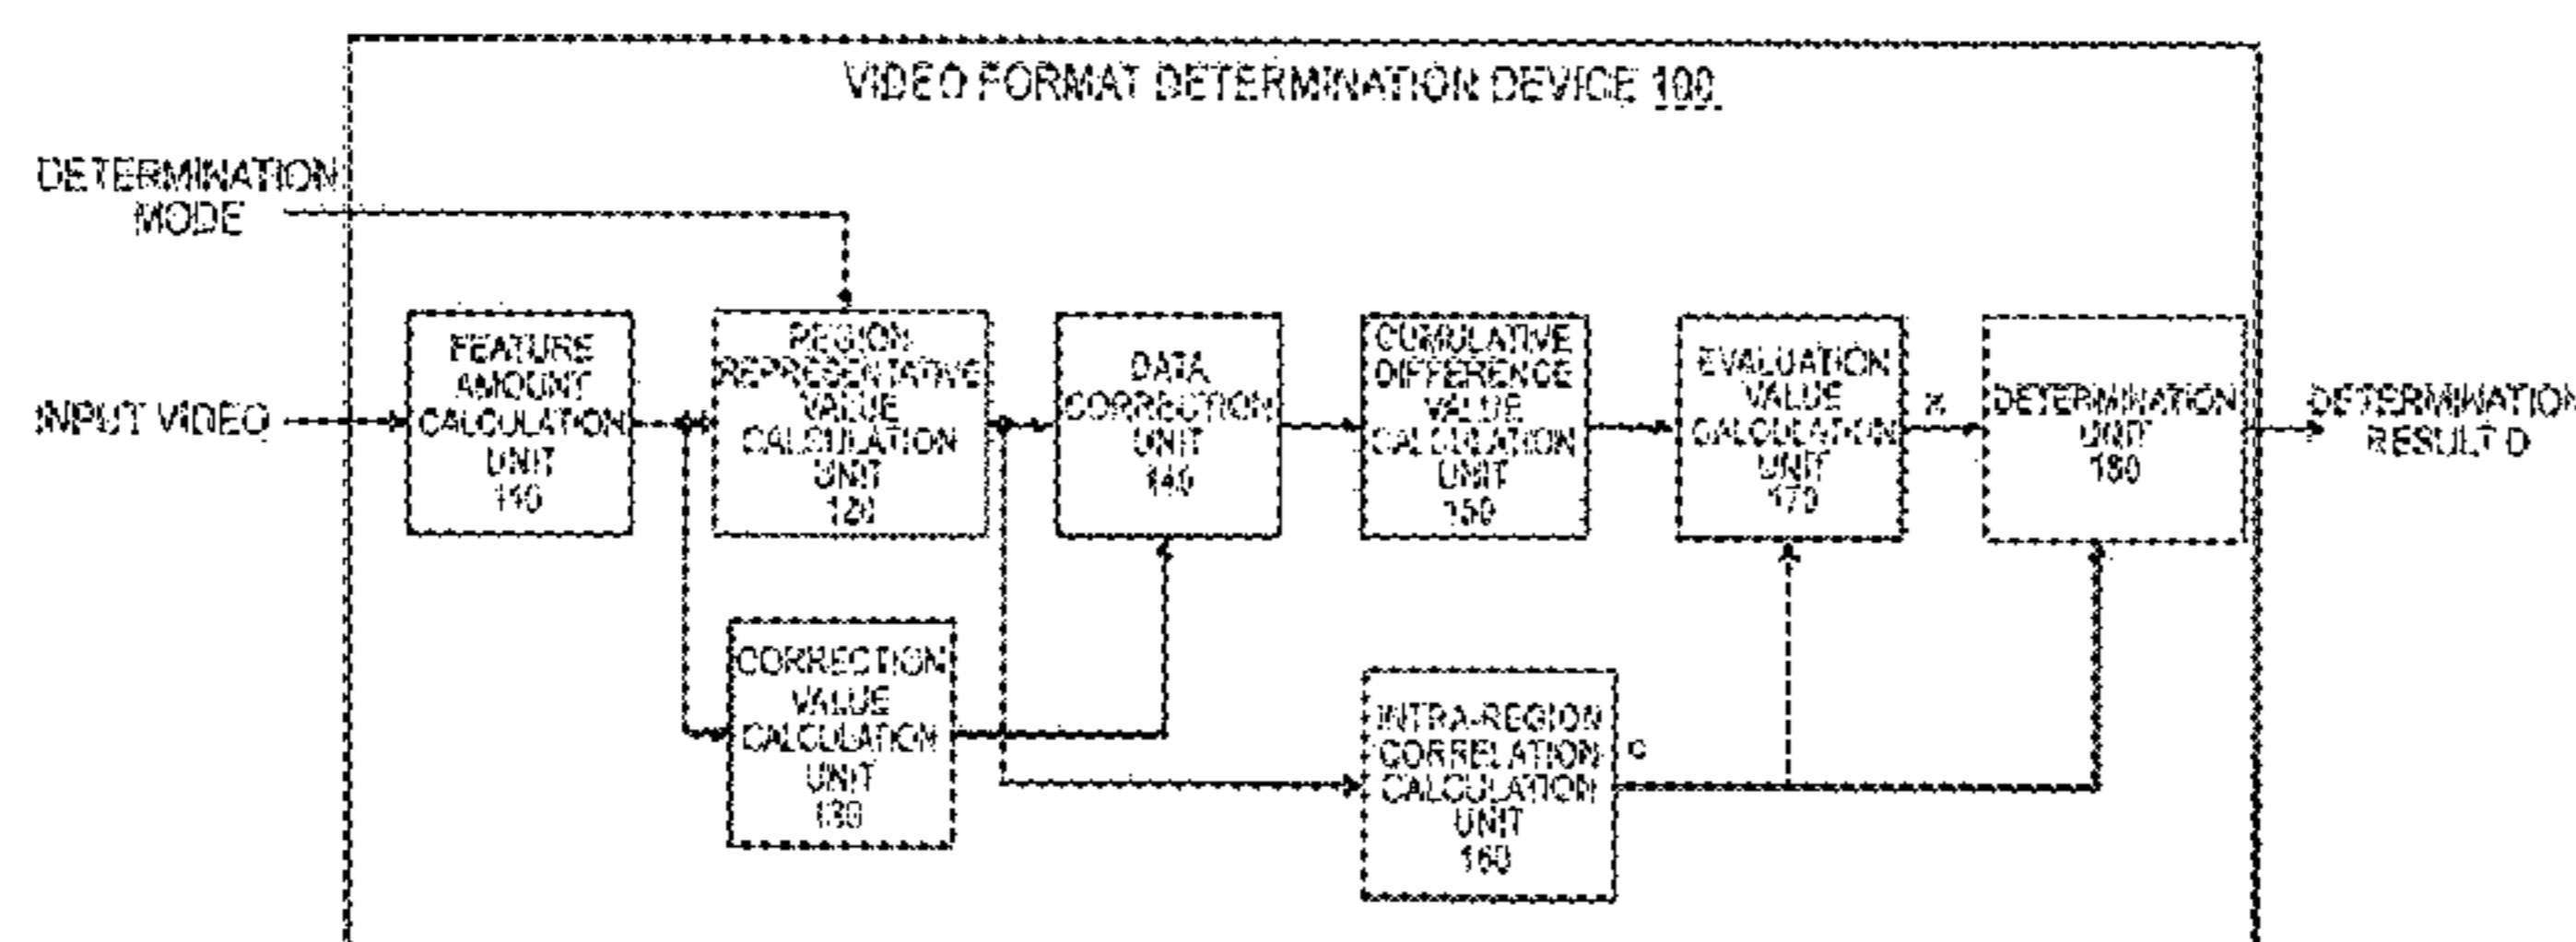 VIDEO FORMAT DETERMINATION DEVICE 100
DETERMINATION
MODE
INPUT VIDEO
FEATURE
AMOUNT
CALCULATION
UNIT
110
REGION
REPRESENTATIVE
VALUE
CALCULATION
UNIT
120
CORRECTION
VALUE
CALCULATION
UNIT
130
DATA
CORRECTION
UNIT
140
CUMULATIVE
DIFFERENCE
VALUE
CALCULATION
UNIT
150
INTRA-REGION
CORRELATION
CALCULATION
UNIT
160
C
EVALUATION
VALUE
CALCULATION
UNIT
170
DETERMINATION
UNIT
180
DETERMINATION
RESULT D